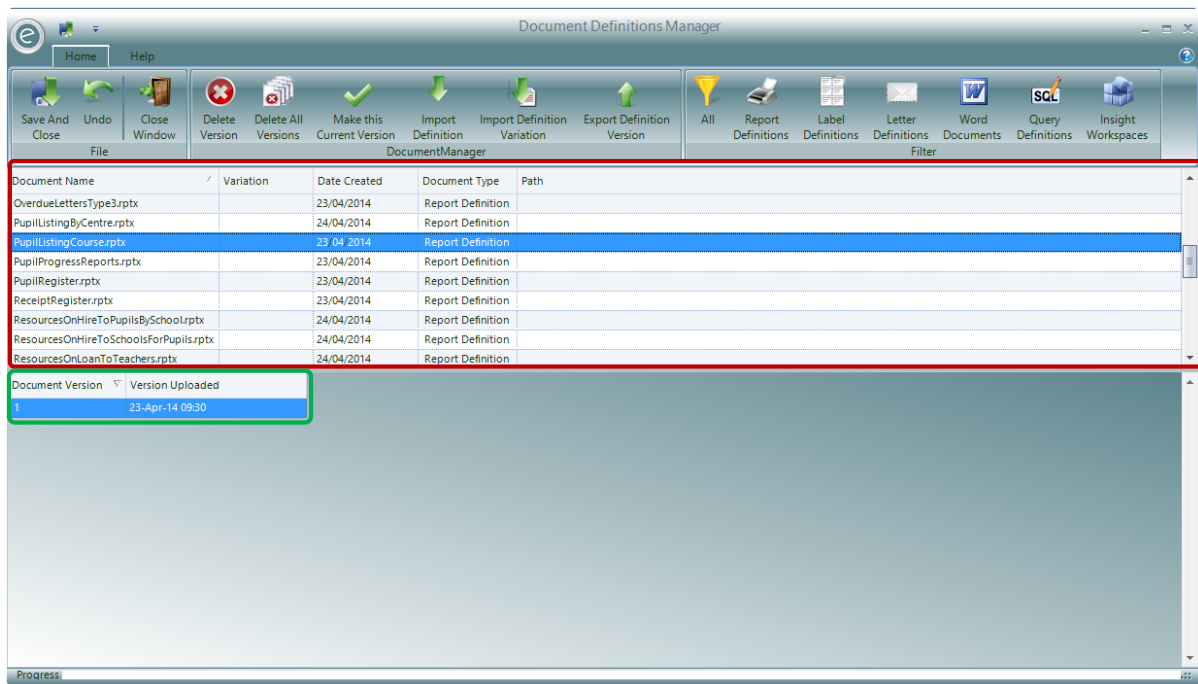 Document Definitions Manager
e
Home Help
Save And Close Undo Close Window Delete Version Delete All Versions Make this Current Version Import Definition Import Definition Variation Export Definition Version All Report Definitions Label Definitions Letter Definitions W Word Documents SQL Query Definitions Insight Workspaces
File DocumentManager Filter
Document Name Variation Date Created Document Type Path
OverdueLettersType3.rptx 23/04/2014 Report Definition
PupilListingByCentre.rptx 24/04/2014 Report Definition
PupilListingCourse.rptx 23/04/2014 Report Definition
PupilProgressReports.rptx 23/04/2014 Report Definition
PupilRegister.rptx 23/04/2014 Report Definition
ReceiptRegister.rptx 23/04/2014 Report Definition
ResourcesOnHireToPupilsBySchool.rptx 24/04/2014 Report Definition
ResourcesOnHireToSchoolsForPupils.rptx 24/04/2014 Report Definition
ResourcesOnLoanToTeachers.rptx 24/04/2014 Report Definition
Document Version Version Uploaded
1 23-Apr-14 09:30
Progress